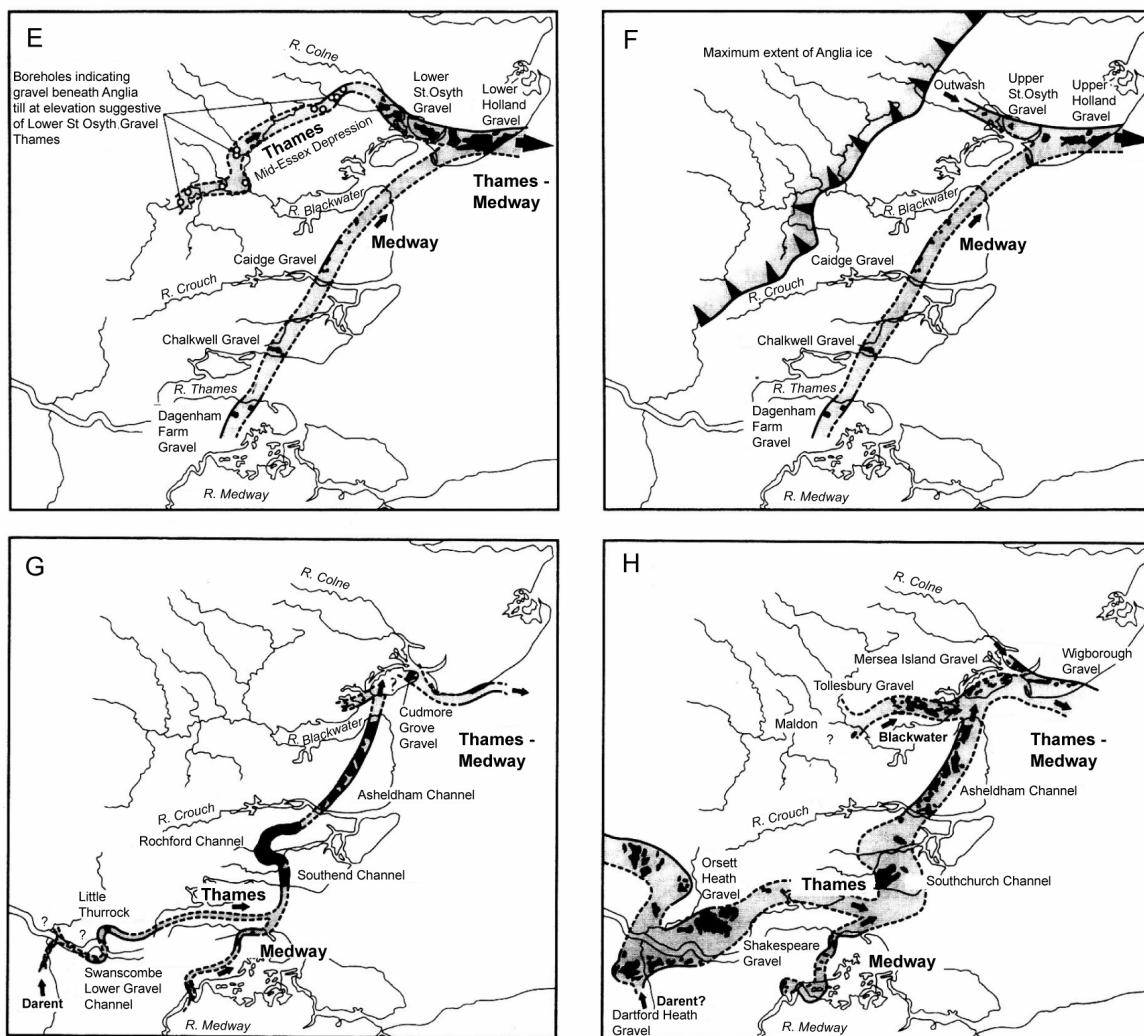 E
R. Colne
Boreholes indicating
gravel beneath Anglia
till at elevation suggestive
of Lower St Osyth Gravel
Thames
Lower
St.Osyth
Gravel
Lower
Holland
Gravel
Thames
Mid-Essex Depression
Thames -
Medway
R. Blackwater
Medway
Caidge Gravel
R. Crouch
Chalkwell Gravel
R. Thames
Dagenham
Farm
Gravel
R. Medway
F
Maximum extent of Anglia ice
Outwash
Upper
St.Osyth
Gravel
Upper
Holland
Gravel
R. Blackwater
Medway
Caidge Gravel
R. Crouch
Chalkwell Gravel
R. Thames
Dagenham
Farm
Gravel
R. Medway
G
R. Colne
R. Blackwater
Cudmore
Grove
Gravel
Thames -
Medway
Asheldham Channel
R. Crouch
Rochford Channel
Southend Channel
Little
Thurrock
Thames
?
?
Medway
Swanscombe
Lower Gravel
Channel
Darent
R. Medway
H
R. Colne
Mersea Island Gravel
Wigborough
Gravel
Tollesbury Gravel
Maldon
?
Blackwater
Thames -
Medway
Asheldham Channel
R. Crouch
Orsett
Heath
Gravel
Thames
Southchurch Channel
Shakespeare
Gravel
Medway
Darent?
Dartford Heath
Gravel
R. Medway